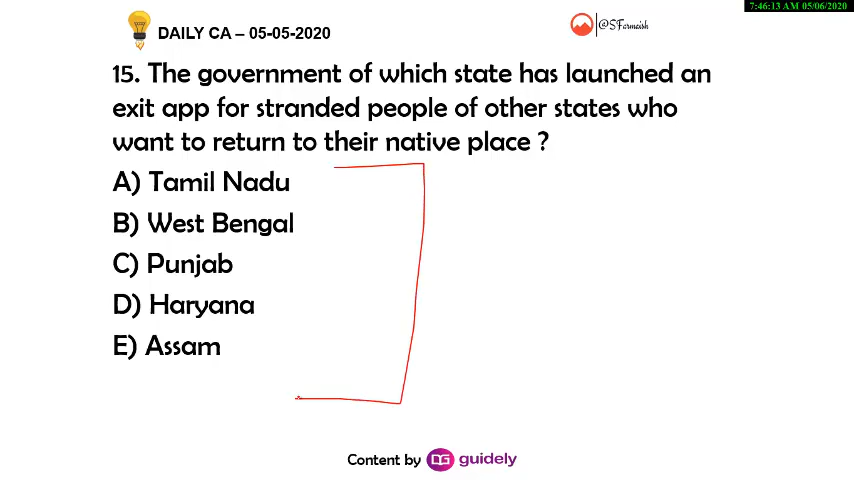 7:46:13 AM 05/06/2020
DAILY CA – 05-05-2020
@SFarmaish
15. The government of which state has launched an
exit app for stranded people of other states who
want to return to their native place ?
A) Tamil Nadu
B) West Bengal
C) Punjab
D) Haryana
E) Assam
Content by DG guidely